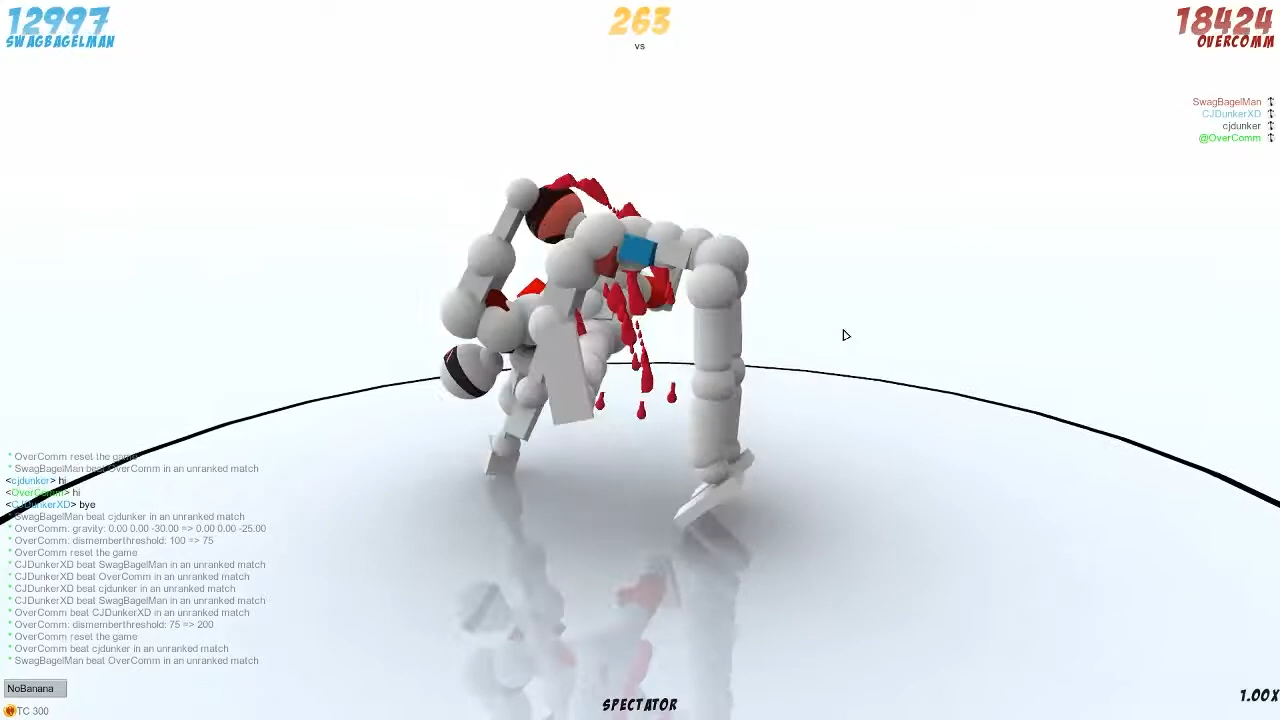 12997
SWAGBAGELMAN
263
vs
18424
OVERCOMM
SwagBagelMan
CJDunkerXD
cjdunker
@OverComm
* OverComm reset the game
* SwagBagelMan beat OverComm in an unranked match
<cjdunker> hi
<OverComm> hi
<CJDunkerXD> bye
* SwagBagelMan beat cjdunker in an unranked match
* OverComm: gravity: 0.00 0.00 -30.00 => 0.00 0.00 -25.00
* OverComm: dismemberthreshold: 100 => 75
* OverComm reset the game
* CJDunkerXD beat SwagBagelMan in an unranked match
* CJDunkerXD beat OverComm in an unranked match
* CJDunkerXD beat cjdunker in an unranked match
* CJDunkerXD beat SwagBagelMan in an unranked match
* OverComm beat CJDunkerXD in an unranked match
* OverComm: dismemberthreshold: 75 => 200
* OverComm reset the game
* OverComm beat cjdunker in an unranked match
* SwagBagelMan beat OverComm in an unranked match
NoBanana
TC 300
SPECTATOR
1.00X